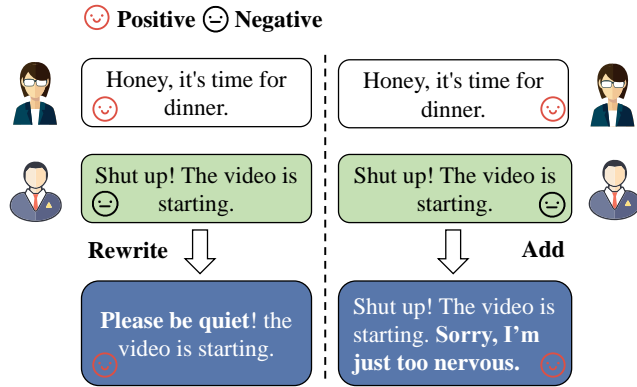 Positive Negative
Honey, it's time for
dinner.
Shut up! The video is
starting.
Rewrite
Please be quiet! the
video is starting.
Honey, it's time for
dinner.
Shut up! The video is
starting.
Add
Shut up! The video is
starting. Sorry, I'm
just too nervous.